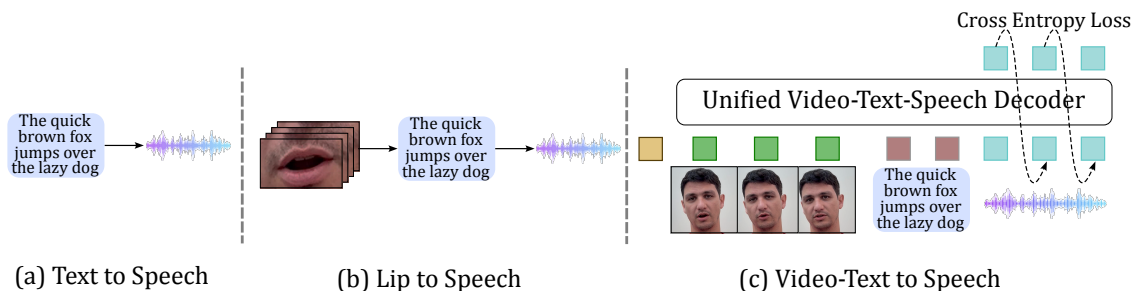 The quick
brown fox
jumps over
the lazy dog
(a) Text to Speech
The quick
brown fox
jumps over
the lazy dog
(b) Lip to Speech
Cross Entropy Loss
Unified Video-Text-Speech Decoder
The quick
brown fox
jumps over
the lazy dog
(c) Video-Text to Speech